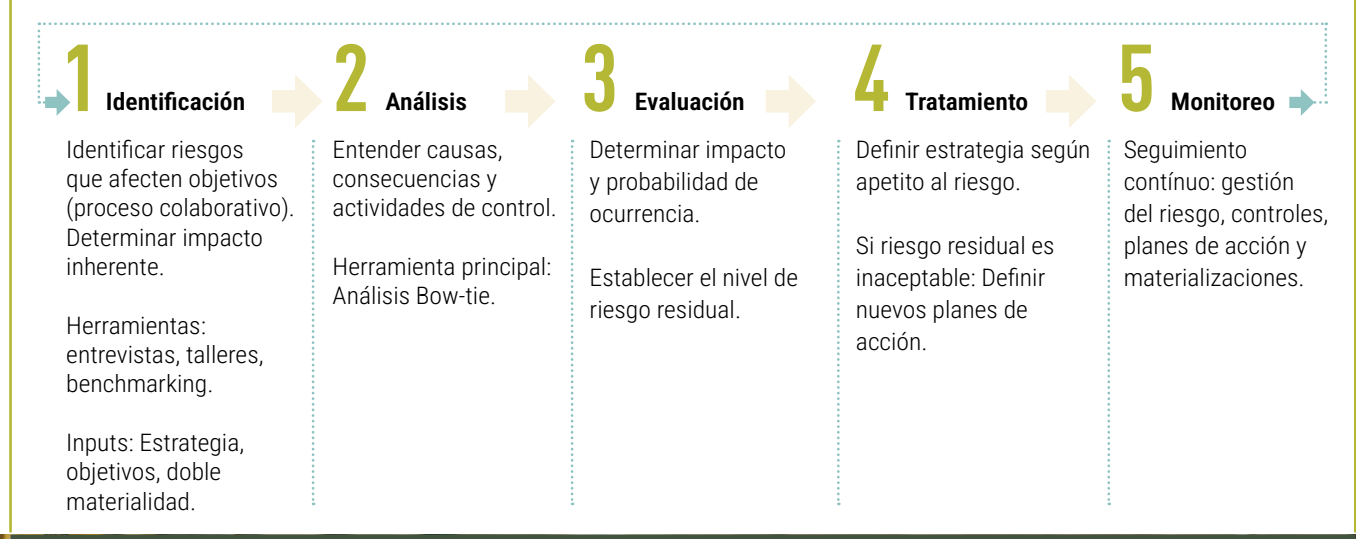 1 Identificación
Identificar riesgos
que afecten objetivos
(proceso colaborativo).
Determinar impacto
inherente.
Herramientas:
entrevistas, talleres,
benchmarking.
Inputs: Estrategia,
objetivos, doble
materialidad.
2 Análisis
Entender causas,
consecuencias y
actividades de control.
Herramienta principal:
Análisis Bow-tie.
3 Evaluación
Determinar impacto
y probabilidad de
ocurrencia.
Establecer el nivel de
riesgo residual.
4 Tratamiento
Definir estrategia según
apetito al riesgo.
Si riesgo residual es
inaceptable: Definir
nuevos planes de
acción.
5 Monitoreo
Seguimiento
contínuo: gestión
del riesgo, controles,
planes de acción y
materializaciones.